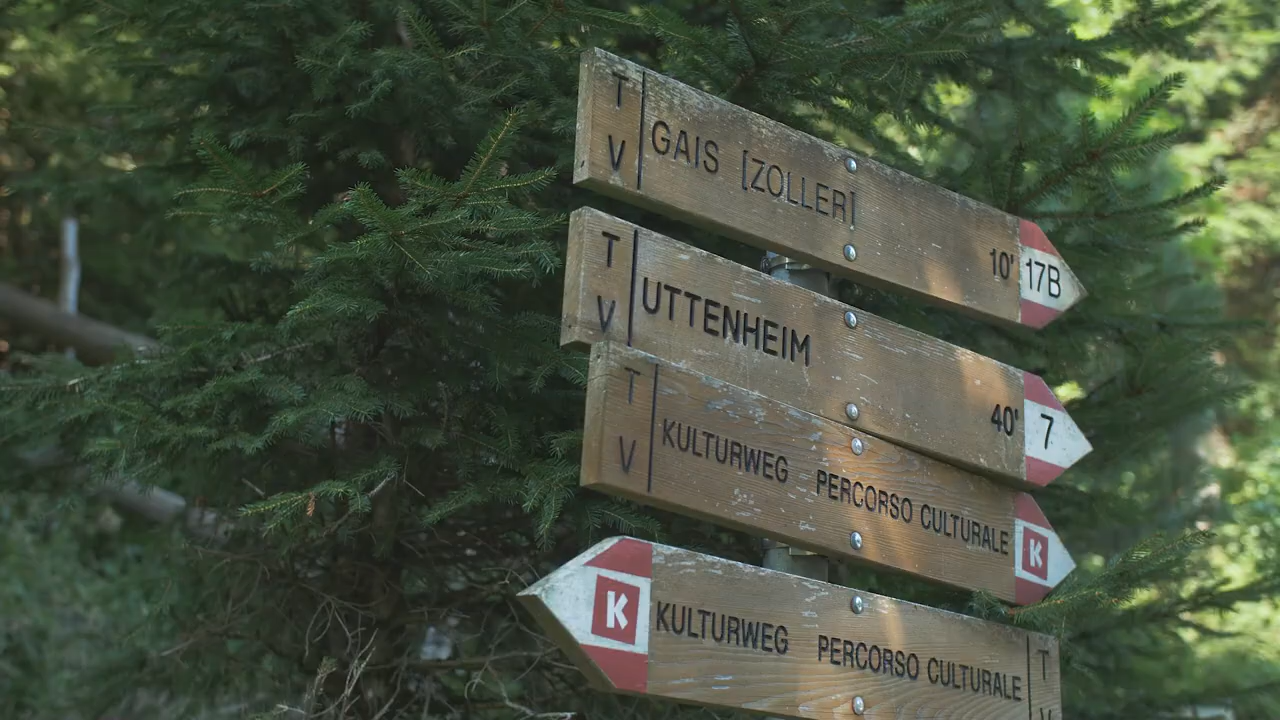 T
V
GAIS [ZOLLER]
10' 17B
T
V
UTTENHEIM
40' 7
T
V
KULTURWEG PERCORSO CULTURALE
K
K
KULTURWEG PERCORSO CULTURALE
T
V